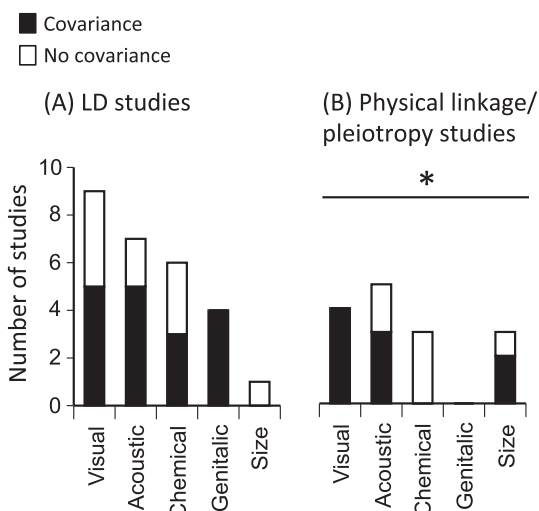 Covariance
No covariance
(A) LD studies
(B) Physical linkage/
pleiotropy studies
*
Number of studies
10
8
6
4
2
0
Visual
Acoustic
Chemical
Genitalic
Size
Visual
Acoustic
Chemical
Genitalic
Size